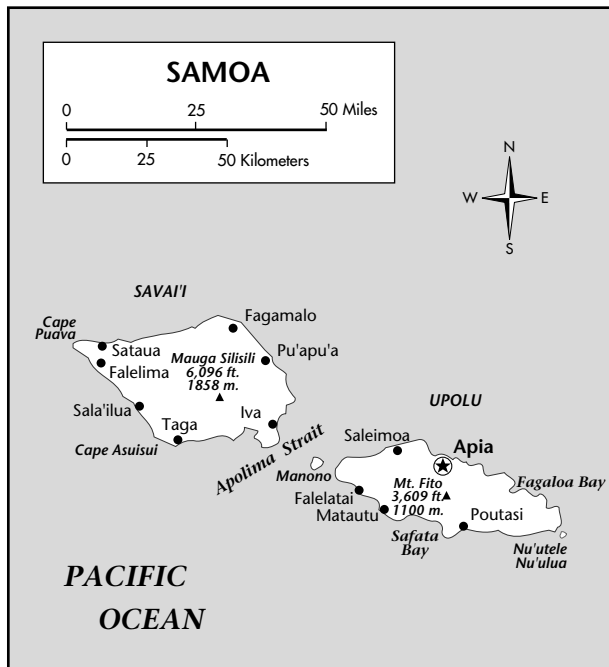 SAMOA
0 25 50 Miles
0 25 50 Kilometers
N
W E
S
SAVAI'I
Cape
Puava
Fagamalo
Sataua
Pu'apu'a
Falelima
Mauga Silisili
6,096 ft.
1858 m.
Sala'ilua
Iva
Taga
Cape Asuisui
Apolima Strait
UPOLU
Saleimoa
Apia
Manono
Mt. Fito
3,609 ft
1100 m.
Fagaloa Bay
Falelatai
Matautu
Poutasi
Safata
Bay
Nu'utele
Nu'ulua
PACIFIC
OCEAN